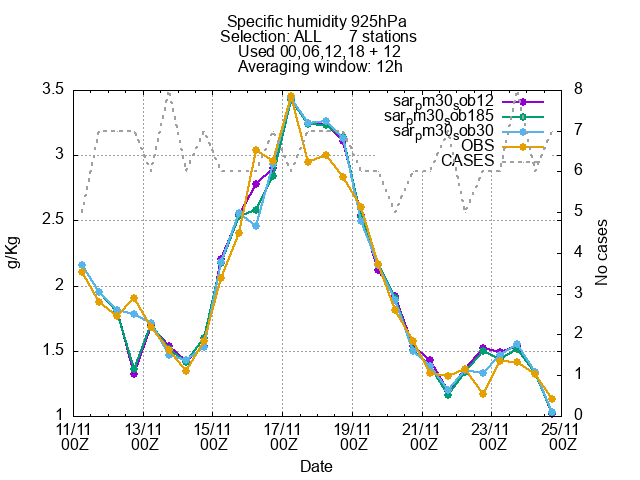 Specific humidity 925hPa
Selection: ALL 7 stations
Used 00,06,12,18 + 12
Averaging window: 12h
sar_pm30_sob12
sar_pm30_sob185
sar_pm30_sob30
OBS
CASES
3.5
3
2.5
2
1.5
1
g/Kg
8
7
6
5
4
3
2
1
0
No cases
11/11 13/11 15/11 17/11 19/11 21/11 23/11 25/11
00Z 00Z 00Z 00Z 00Z 00Z 00Z 00Z
Date